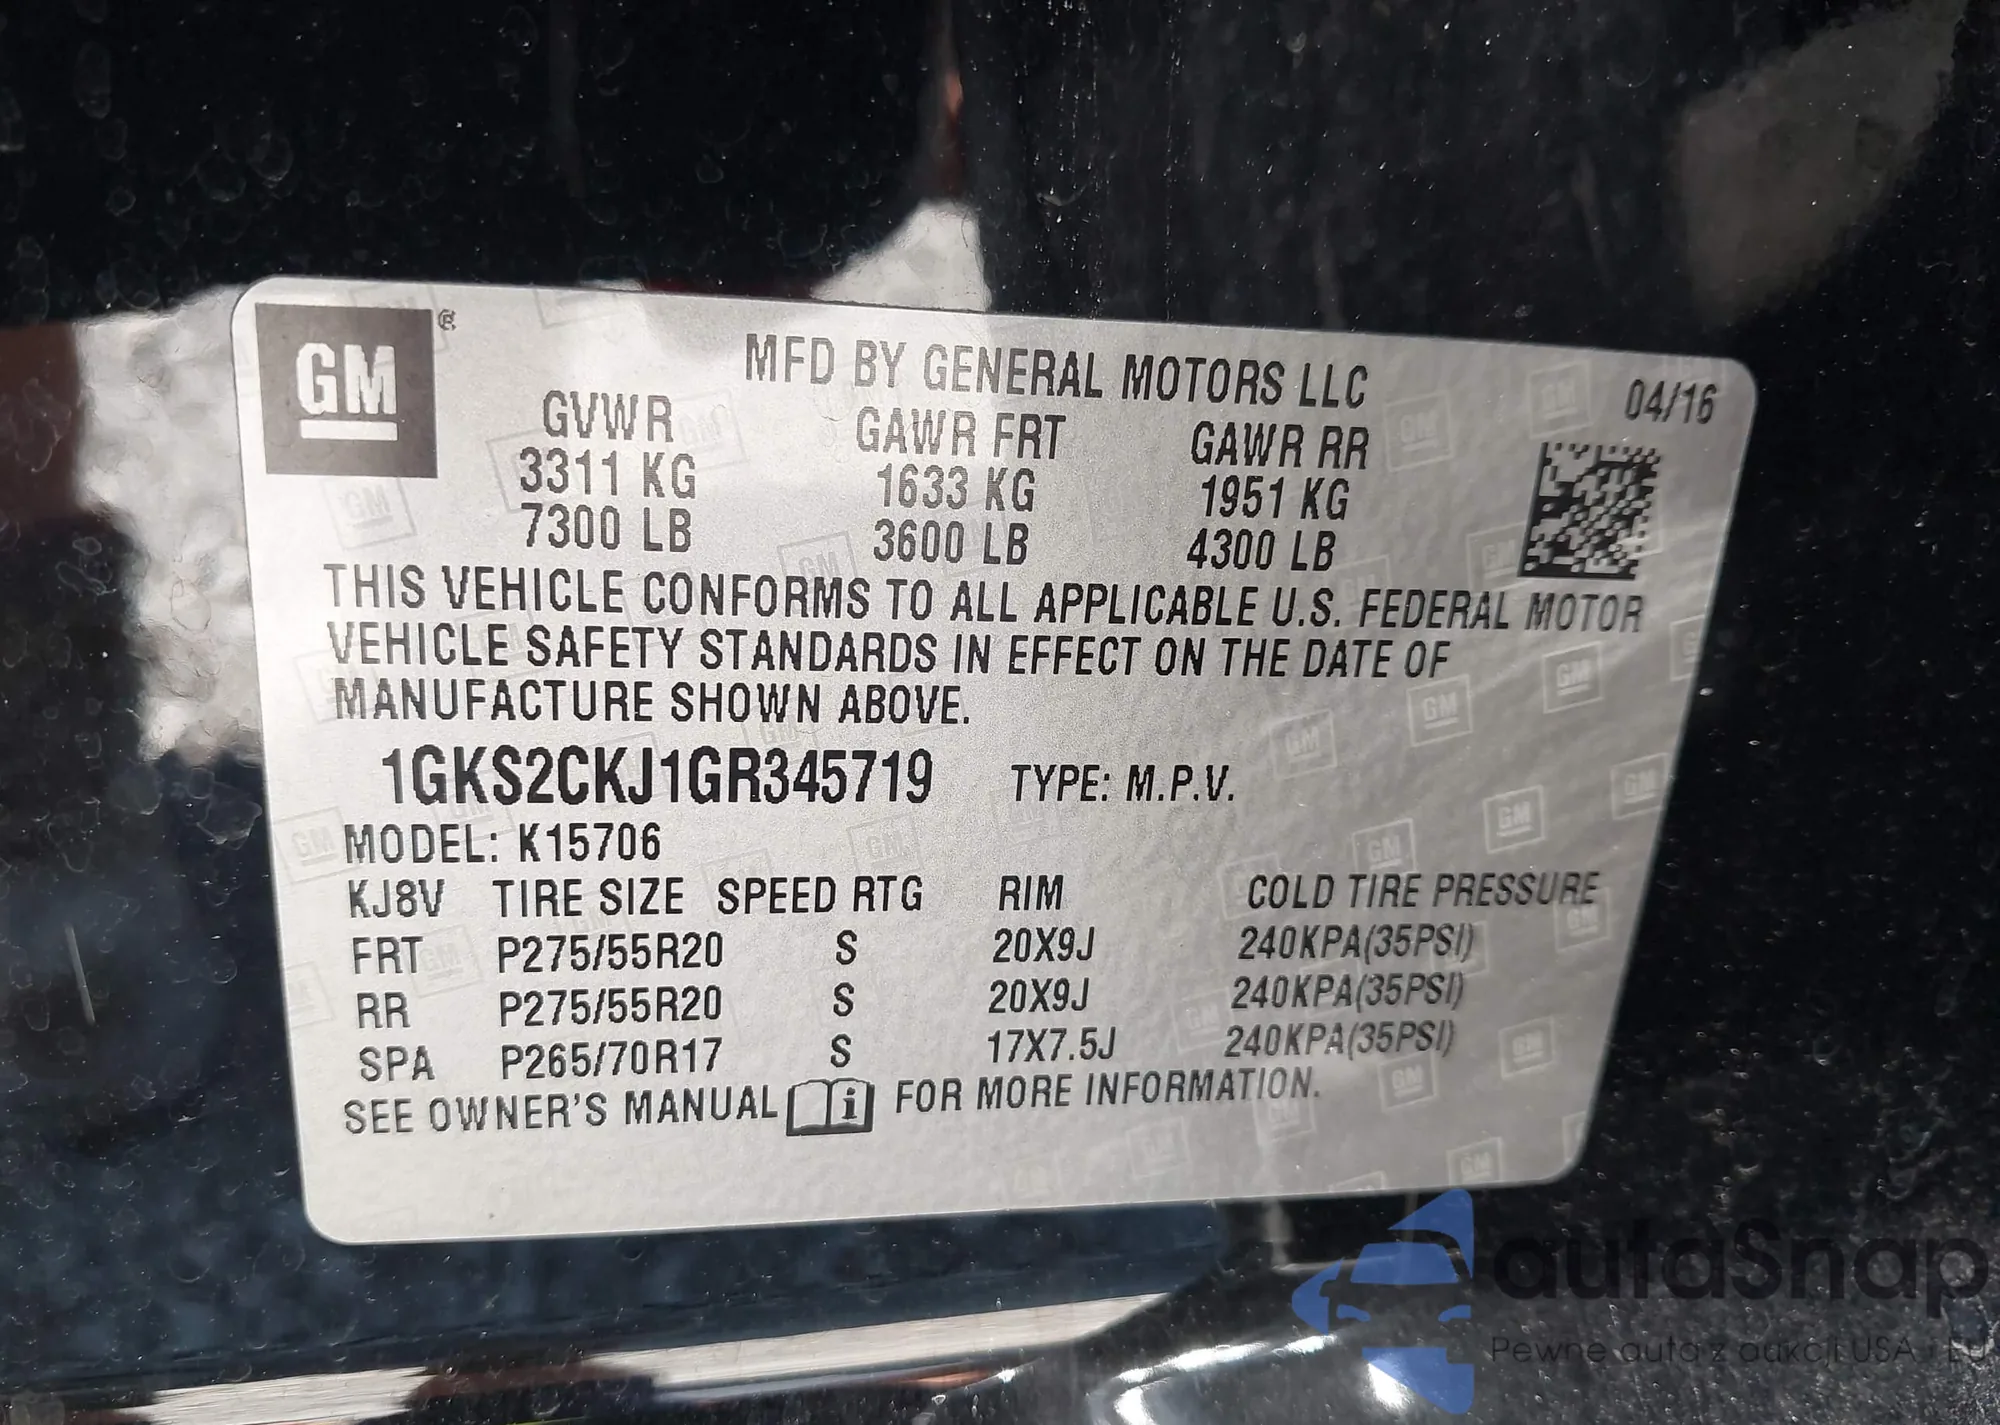 GM®
MFD BY GENERAL MOTORS LLC
04/16
GVWR GAWR FRT GAWR RR
3311 KG 1633 KG 1951 KG
7300 LB 3600 LB 4300 LB
THIS VEHICLE CONFORMS TO ALL APPLICABLE U.S. FEDERAL MOTOR
VEHICLE SAFETY STANDARDS IN EFFECT ON THE DATE OF
MANUFACTURE SHOWN ABOVE.
1GKS2CKJ1GR345719 TYPE: M.P.V.
MODEL: K15706
KJ8V TIRE SIZE SPEED RTG RIM COLD TIRE PRESSURE
FRT P275/55R20 S 20X9J 240KPA(35PSI)
RR P275/55R20 S 20X9J 240KPA(35PSI)
SPA P265/70R17 S 17X7.5J 240KPA(35PSI)
SEE OWNER'S MANUAL i FOR MORE INFORMATION.
autaSnap
Pewne auta z aukcji USA i EU